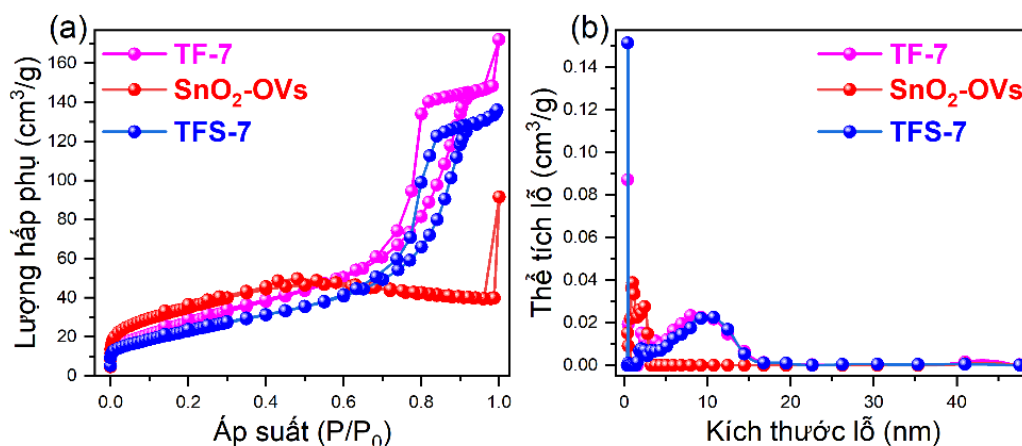 (a)
TF-7
SnO₂-OVs
TFS-7
Lượng hấp phụ (cm³/g)
160
140
120
100
80
60
40
20
0
0.0 0.2 0.4 0.6 0.8 1.0
Áp suất (P/P₀)
(b)
TF-7
SnO₂-OVs
TFS-7
Thể tích lỗ (cm³/g)
0.14
0.12
0.10
0.08
0.06
0.04
0.02
0.00
0 10 20 30 40
Kích thước lỗ (nm)